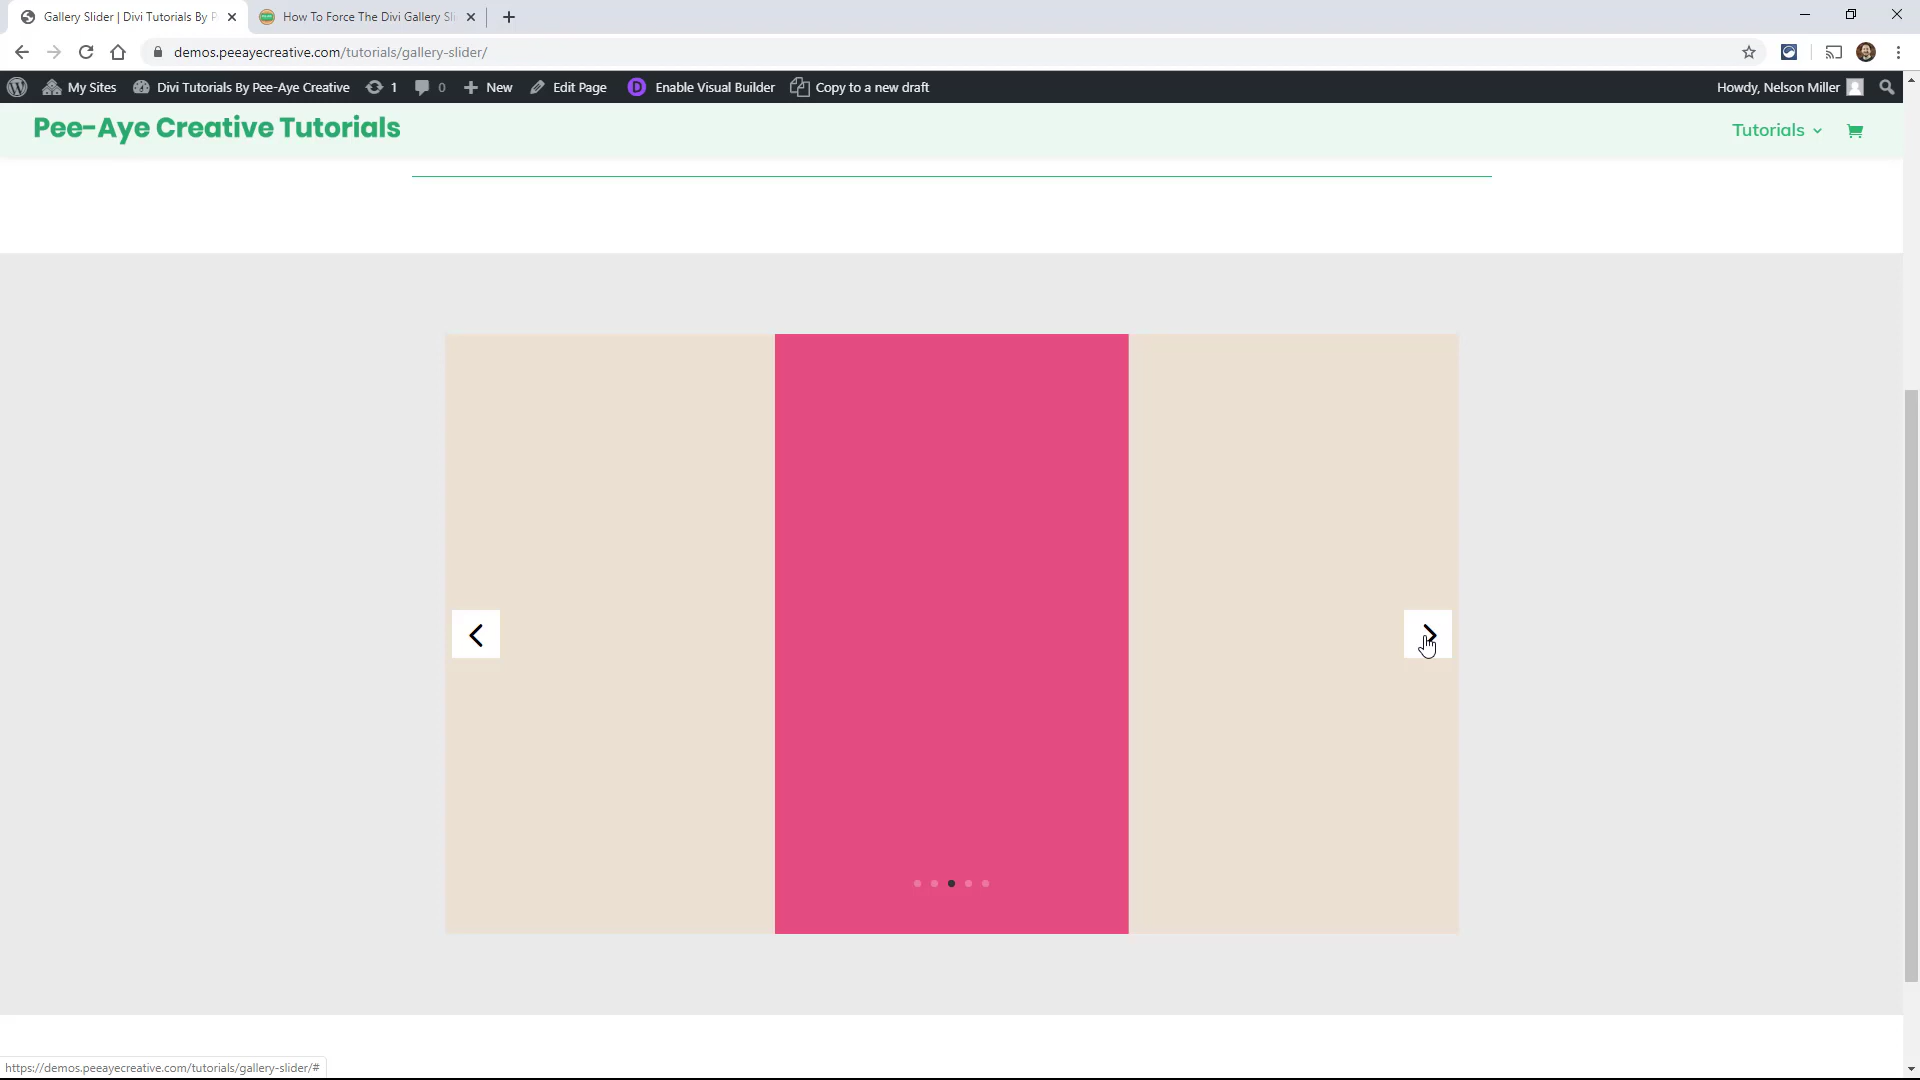 Gallery Slider | Divi Tutorials By P
How To Force The Divi Gallery Sli
demos.peeayecreative.com/tutorials/gallery-slider/
My Sites Divi Tutorials By Pee-Aye Creative 1 0 New Edit Page D Enable Visual Builder Copy to a new draft Howdy, Nelson Miller
Pee-Aye Creative Tutorials
Tutorials
https://demos.peeayecreative.com/tutorials/gallery-slider/#